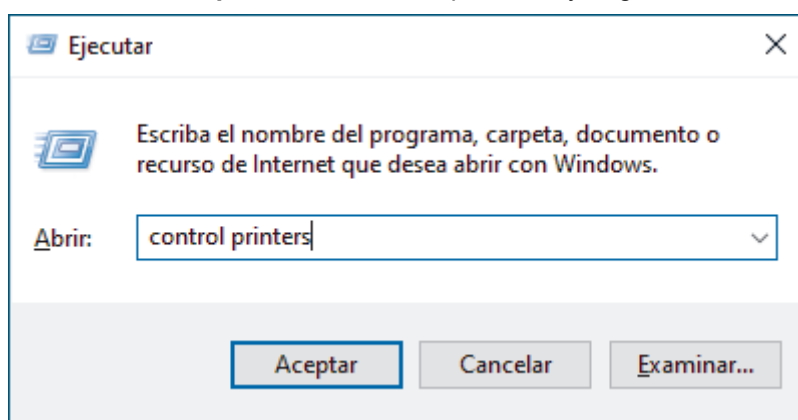 Ejecutar
Escriba el nombre del programa, carpeta, documento o
recurso de Internet que desea abrir con Windows.
Abrir: control printers
Aceptar Cancelar Examinar...